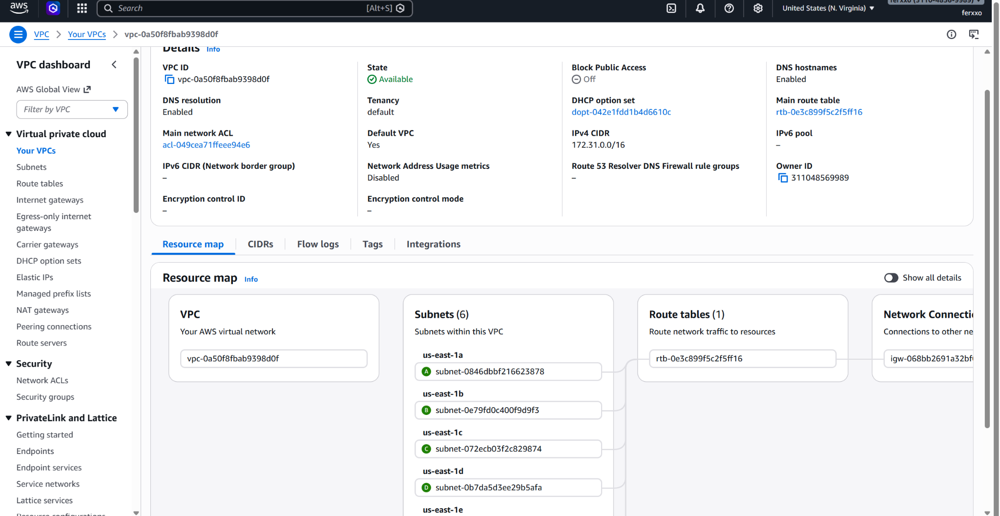 aws
Search [Alt+S]
United States (N. Virginia)
ferxxo
VPC > Your VPCs > vpc-0a50f8fbab9398d0f
VPC dashboard
AWS Global View
Filter by VPC
Virtual private cloud
Your VPCs
Subnets
Route tables
Internet gateways
Egress-only internet
gateways
Carrier gateways
DHCP option sets
Elastic IPs
Managed prefix lists
NAT gateways
Peering connections
Route servers
Security
Network ACLs
Security groups
PrivateLink and Lattice
Getting started
Endpoints
Endpoint services
Service networks
Lattice services
Resource configurations
Details Info
VPC ID
vpc-0a50f8fbab9398d0f
State
Available
Block Public Access
Off
DNS hostnames
Enabled
DNS resolution
Enabled
Tenancy
default
DHCP option set
dopt-042e1fdd1b4d6610c
Main route table
rtb-0e3c899f5c2f5ff16
Main network ACL
acl-049cea71ffeee94e6
Default VPC
Yes
IPv4 CIDR
172.31.0.0/16
IPv6 pool
–
IPv6 CIDR (Network border group)
–
Network Address Usage metrics
Disabled
Route 53 Resolver DNS Firewall rule groups
–
Owner ID
311048569989
Encryption control ID
–
Encryption control mode
–
Resource map
CIDRs
Flow logs
Tags
Integrations
Resource map Info
Show all details
VPC
Your AWS virtual network
vpc-0a50f8fbab9398d0f
Subnets (6)
Subnets within this VPC
us-east-1a
A subnet-0846dbbf216623878
us-east-1b
B subnet-0e79fd0c400f9d9f3
us-east-1c
C subnet-072ecb03f2c829874
us-east-1d
D subnet-0b7da5d3ee29b5afa
us-east-1e
Route tables (1)
Route network traffic to resources
rtb-0e3c899f5c2f5ff16
Network Connecti
Connections to other ne
igw-068bb2691a32bf